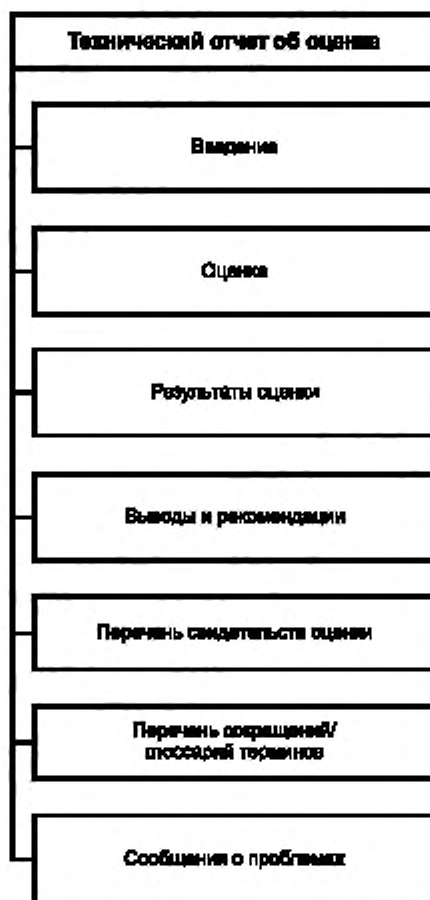 Технический отчет об оценке
Введение
Оценка
Результаты оценки
Выводы и рекомендации
Перечень свидетельств оценки
Перечень сокращений/
глоссарий терминов
Сообщения о проблемах